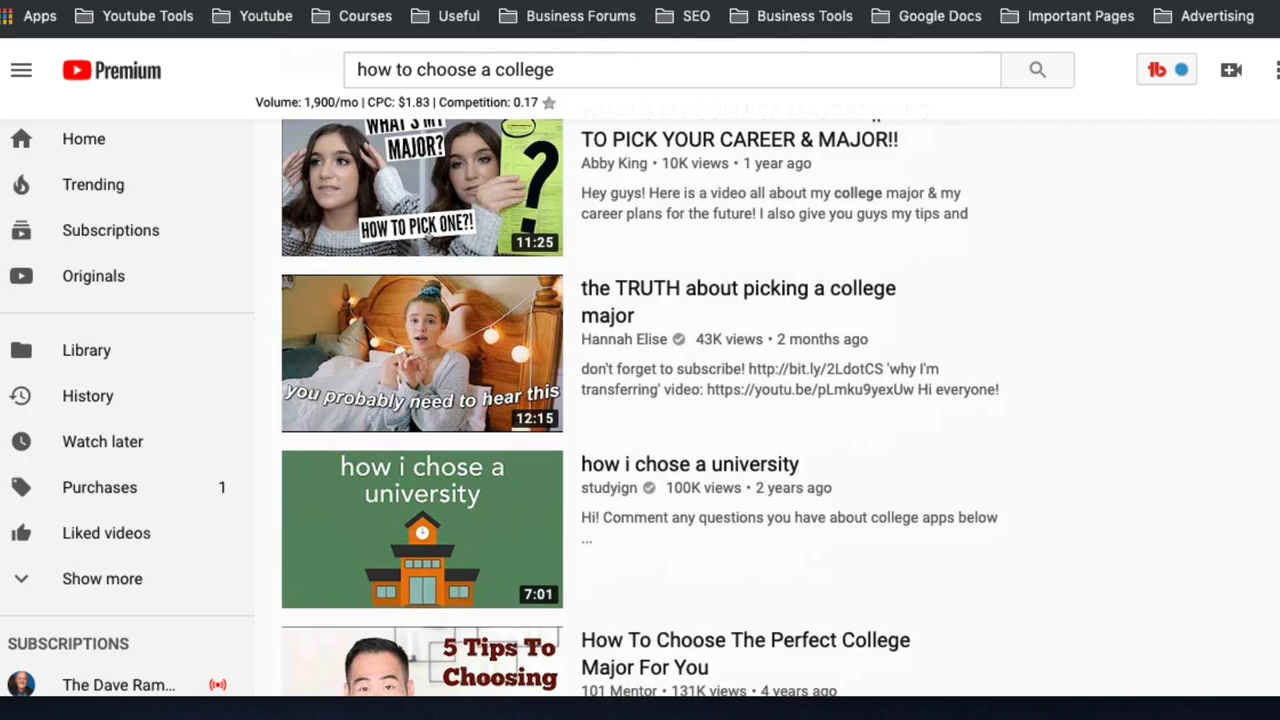 Apps Youtube Tools Youtube Courses Useful Business Forums SEO Business Tools Google Docs Important Pages Advertising
Premium
how to choose a college
Volume: 1,900/mo | CPC: $1.83 | Competition: 0.17
Home
Trending
Subscriptions
Originals
Library
History
Watch later
Purchases 1
Liked videos
Show more
SUBSCRIPTIONS
The Dave Ram...
WHAT'S MY
MAJOR?
HOW TO PICK ONE?!
?
11:25
WHAT'S MY COLLEGE MAJOR? || TIPS
TO PICK YOUR CAREER & MAJOR!!
Abby King • 10K views • 1 year ago
Hey guys! Here is a video all about my college major & my
career plans for the future! I also give you guys my tips and
you probably need to hear this
12:15
the TRUTH about picking a college
major
Hannah Elise 43K views • 2 months ago
don't forget to subscribe! http://bit.ly/2LdotCS 'why I'm
transferring' video: https://youtu.be/pLmku9yexUw Hi everyone!
how i chose a
university
7:01
how i chose a university
studyign 100K views • 2 years ago
Hi! Comment any questions you have about college apps below
...
5 Tips To
Choosing
How To Choose The Perfect College
Major For You
101 Mentor • 131K views • 4 years ago